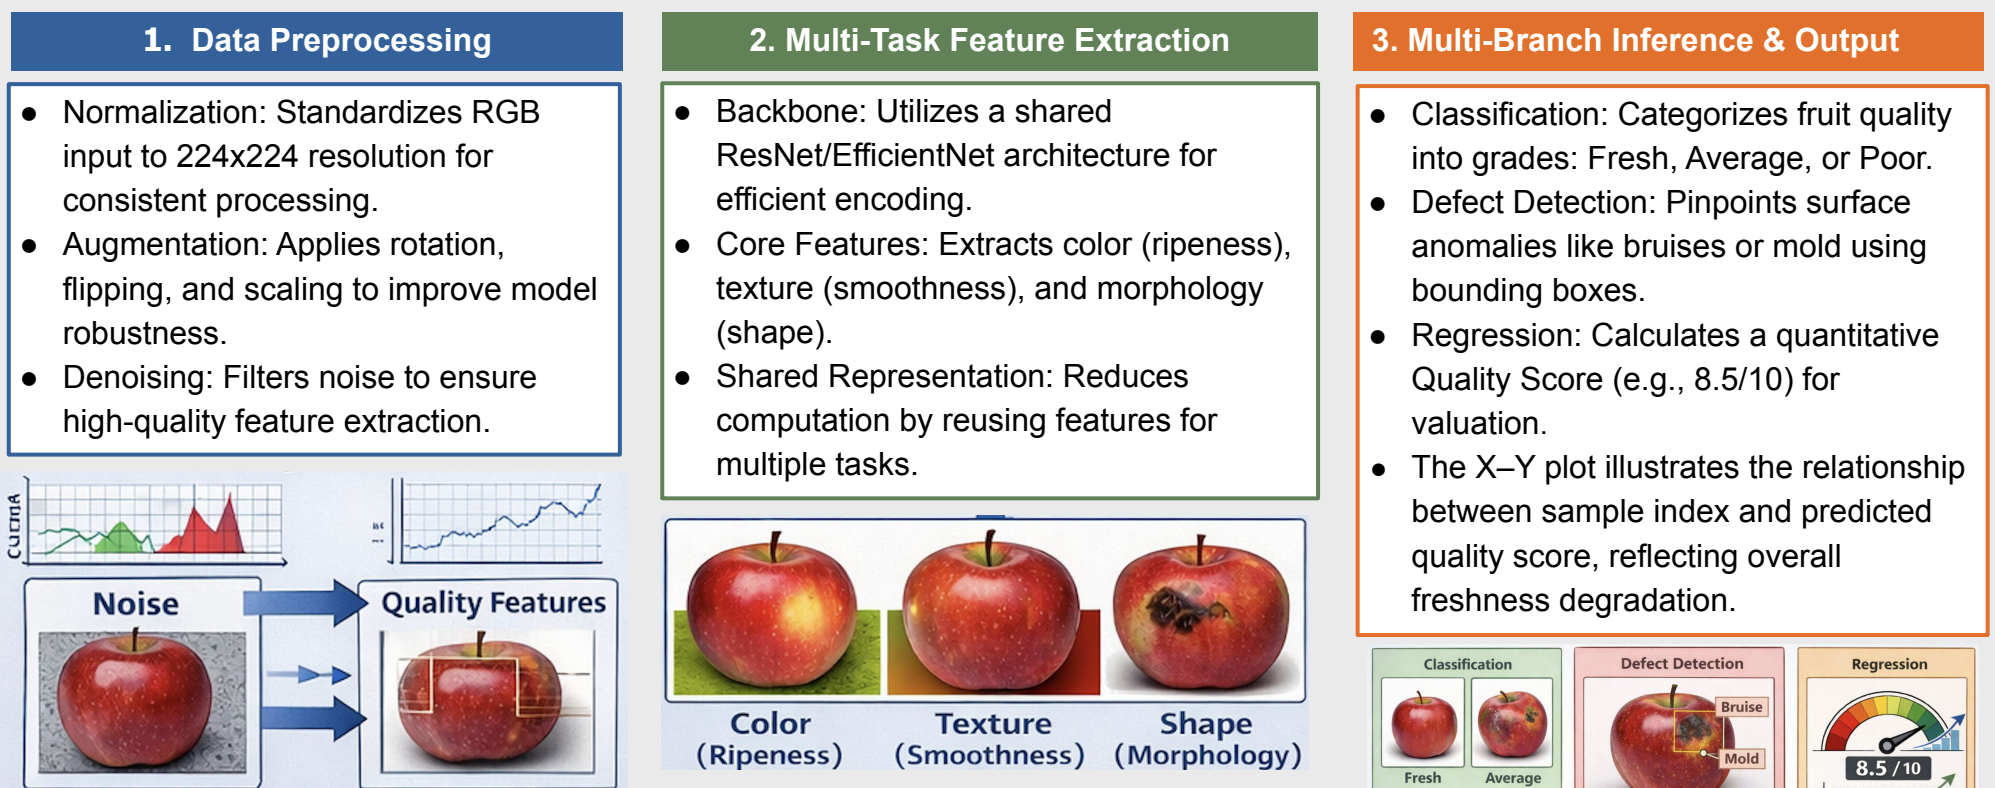 1. Data Preprocessing
● Normalization: Standardizes RGB
input to 224x224 resolution for
consistent processing.
● Augmentation: Applies rotation,
flipping, and scaling to improve model
robustness.
● Denoising: Filters noise to ensure
high-quality feature extraction.
Noise
Quality Features
2. Multi-Task Feature Extraction
● Backbone: Utilizes a shared
ResNet/EfficientNet architecture for
efficient encoding.
● Core Features: Extracts color (ripeness),
texture (smoothness), and morphology
(shape).
● Shared Representation: Reduces
computation by reusing features for
multiple tasks.
Color
(Ripeness)
Texture
(Smoothness)
Shape
(Morphology)
3. Multi-Branch Inference & Output
● Classification: Categorizes fruit quality
into grades: Fresh, Average, or Poor.
● Defect Detection: Pinpoints surface
anomalies like bruises or mold using
bounding boxes.
● Regression: Calculates a quantitative
Quality Score (e.g., 8.5/10) for
valuation.
● The X–Y plot illustrates the relationship
between sample index and predicted
quality score, reflecting overall
freshness degradation.
Classification
Fresh
Average
Defect Detection
Bruise
Mold
Regression
8.5 / 10